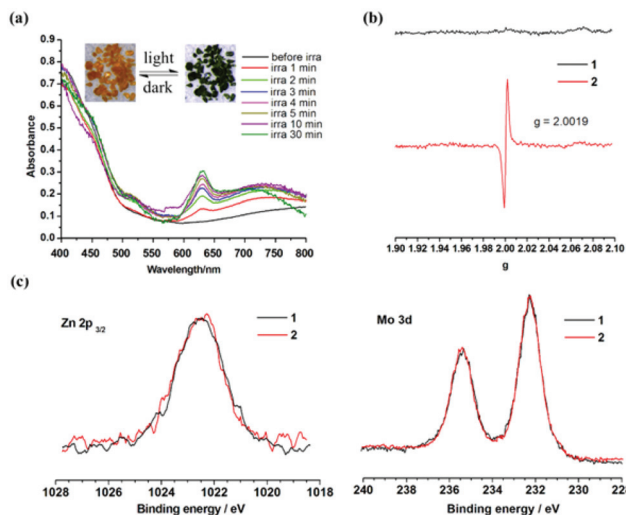 (a)
light
dark
before irra
irra 1 min
irra 2 min
irra 3 min
irra 4 min
irra 5 min
irra 10 min
irra 30 min
0.9
0.8
0.7
0.6
0.5
0.4
0.3
0.2
0.1
0.0
Absorbance
400 450 500 550 600 650 700 750 800
Wavelength/nm
(b)
1
2
g = 2.0019
1.90 1.92 1.94 1.96 1.98 2.00 2.02 2.04 2.06 2.08 2.10
g
(c)
Zn 2p 3/2
1
2
1028 1026 1024 1022 1020 1018
Binding energy / eV
Mo 3d
1
2
240 238 236 234 232 230 228
Binding energy / eV